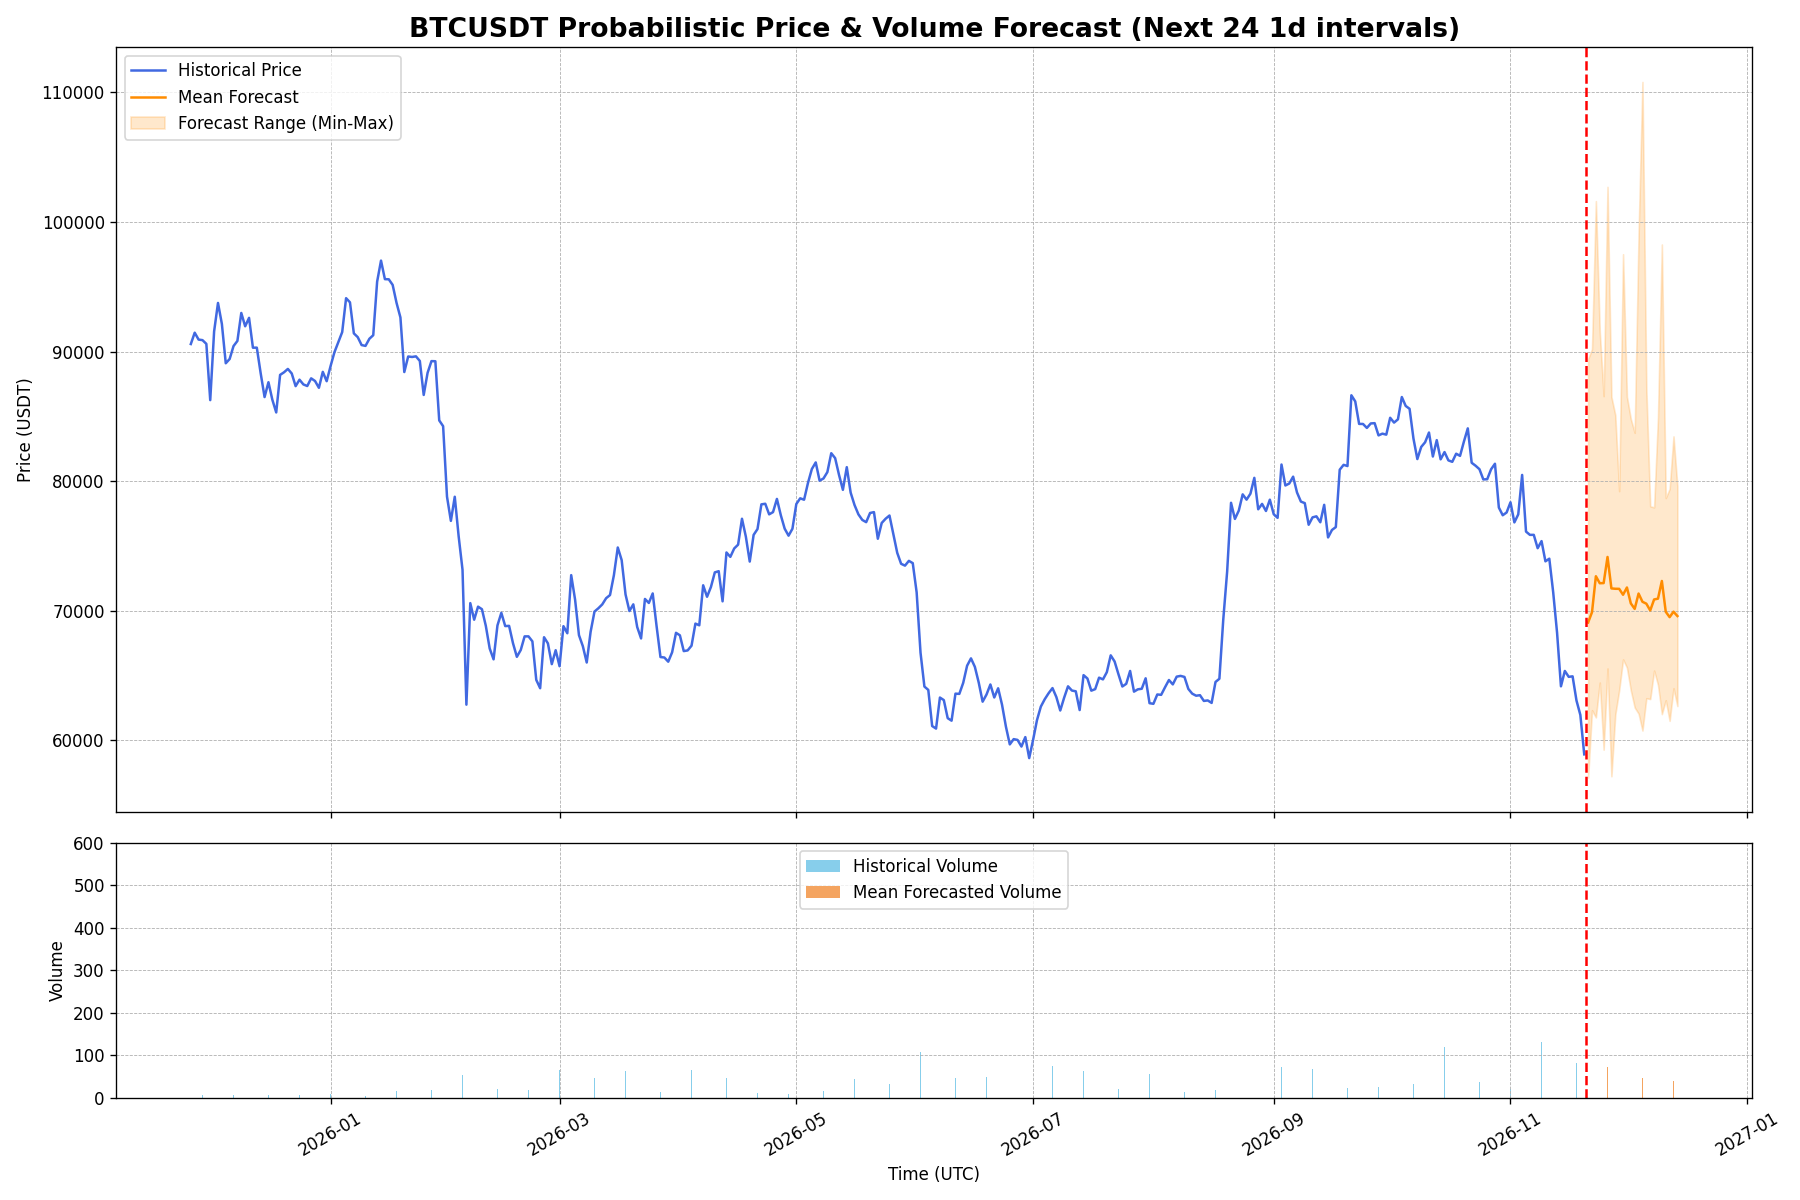 BTCUSDT Probabilistic Price & Volume Forecast (Next 24 1d intervals)
Historical Price
Mean Forecast
Forecast Range (Min-Max)
Price (USDT)
110000
100000
90000
80000
70000
60000
Historical Volume
Mean Forecasted Volume
Volume
600
500
400
300
200
100
0
2026-01
2026-03
2026-05
2026-07
2026-09
2026-11
2027-01
Time (UTC)